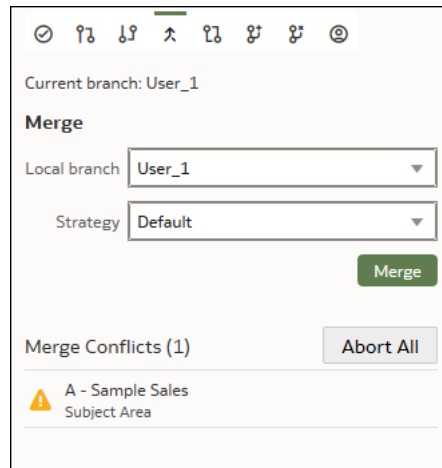 Current branch: User_1
Merge
Local branch User_1
Strategy Default
Merge
Merge Conflicts (1) Abort All
A - Sample Sales
Subject Area